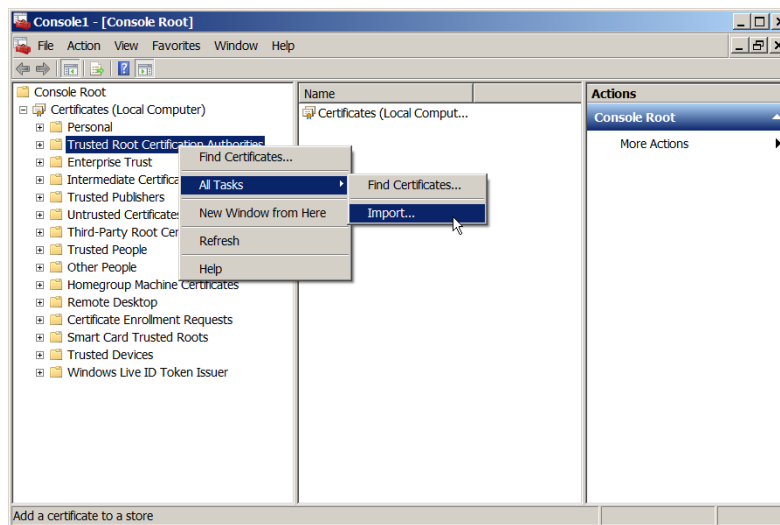 Console1 - [Console Root]
File Action View Favorites Window Help
Console Root
Certificates (Local Computer)
Personal
Trusted Root Certification Authorities
Enterprise Trust
Intermediate Certifica
Trusted Publishers
Untrusted Certificates
Third-Party Root Cer
Trusted People
Other People
Homegroup Machine Certificates
Remote Desktop
Certificate Enrollment Requests
Smart Card Trusted Roots
Trusted Devices
Windows Live ID Token Issuer
Find Certificates...
All Tasks
New Window from Here
Refresh
Help
Find Certificates...
Import...
Name
Certificates (Local Comput...
Actions
Console Root
More Actions
Add a certificate to a store